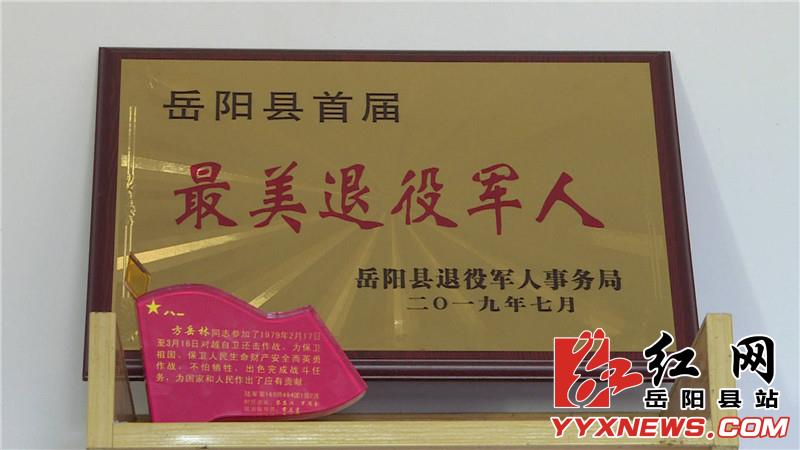 岳阳县首届
最美退役军人
岳阳县退役军人事务局
二〇一九年七月
八一
方岳林同志参加了1979年2月17日
至3月16日对越自卫还击作战，为保卫
祖国、保卫人民生命财产安全而英勇
作战，不怕牺牲，出色完成战斗任
务，为国家和人民作出了应有贡献。
红网
岳阳县站
YYXNEWS.COM